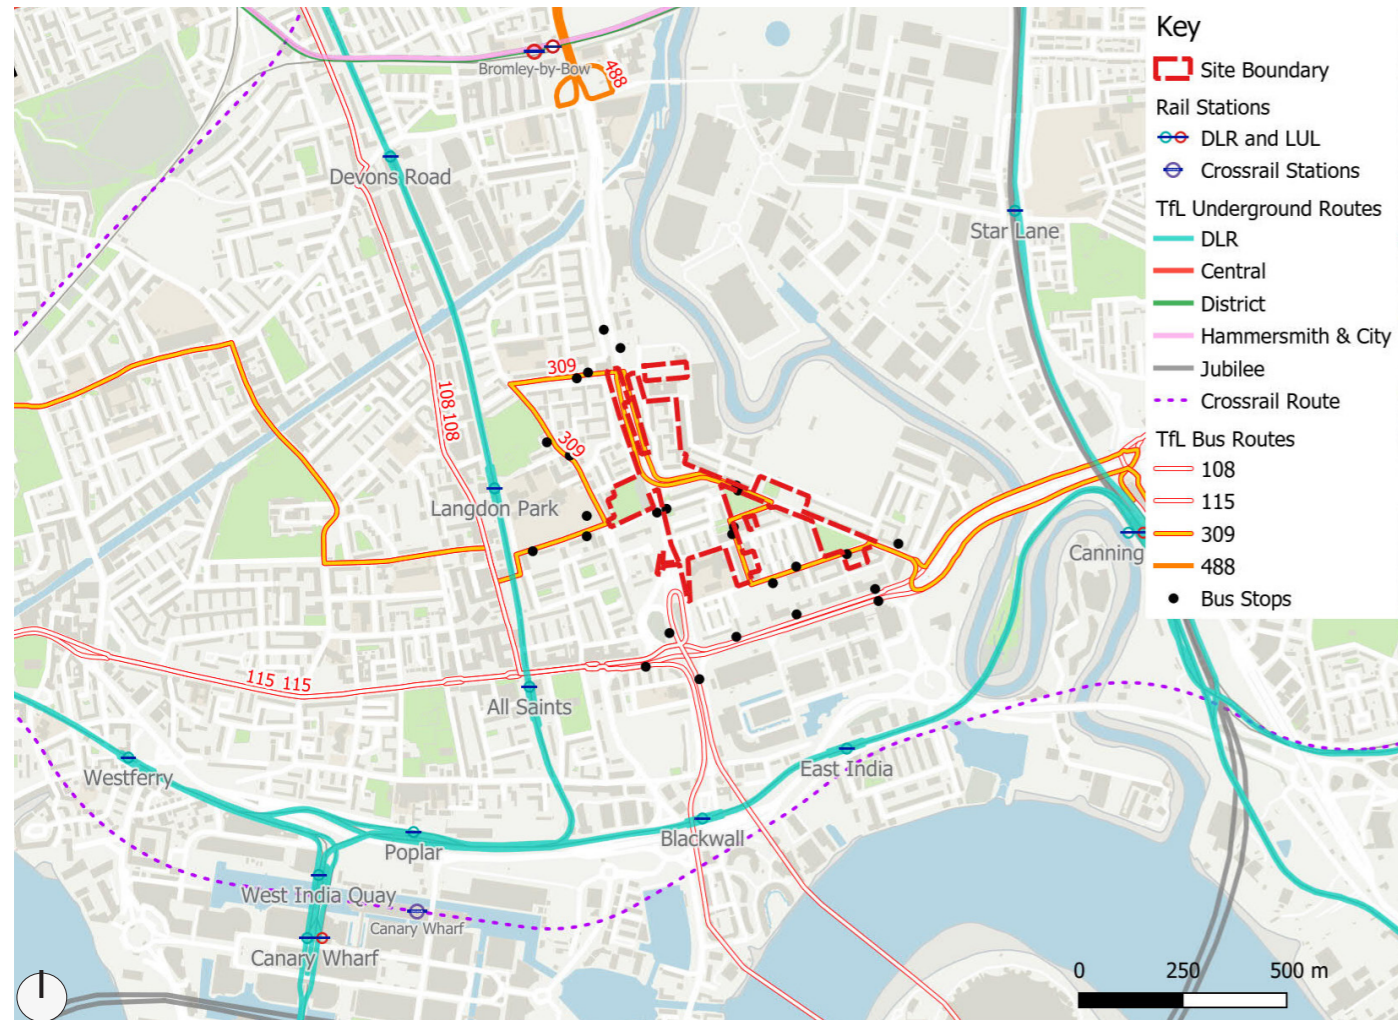 Key
Site Boundary
Rail Stations
DLR and LUL
Crossrail Stations
TfL Underground Routes
DLR
Central
District
Hammersmith & City
Jubilee
Crossrail Route
TfL Bus Routes
108
115
309
488
Bus Stops
Bromley-by-Bow
488
Devons Road
Star Lane
309
108 108
309
Langdon Park
Canning
115 115
All Saints
Westferry
East India
Poplar
Blackwall
West India Quay
Canary Wharf
Canary Wharf
0 250 500 m